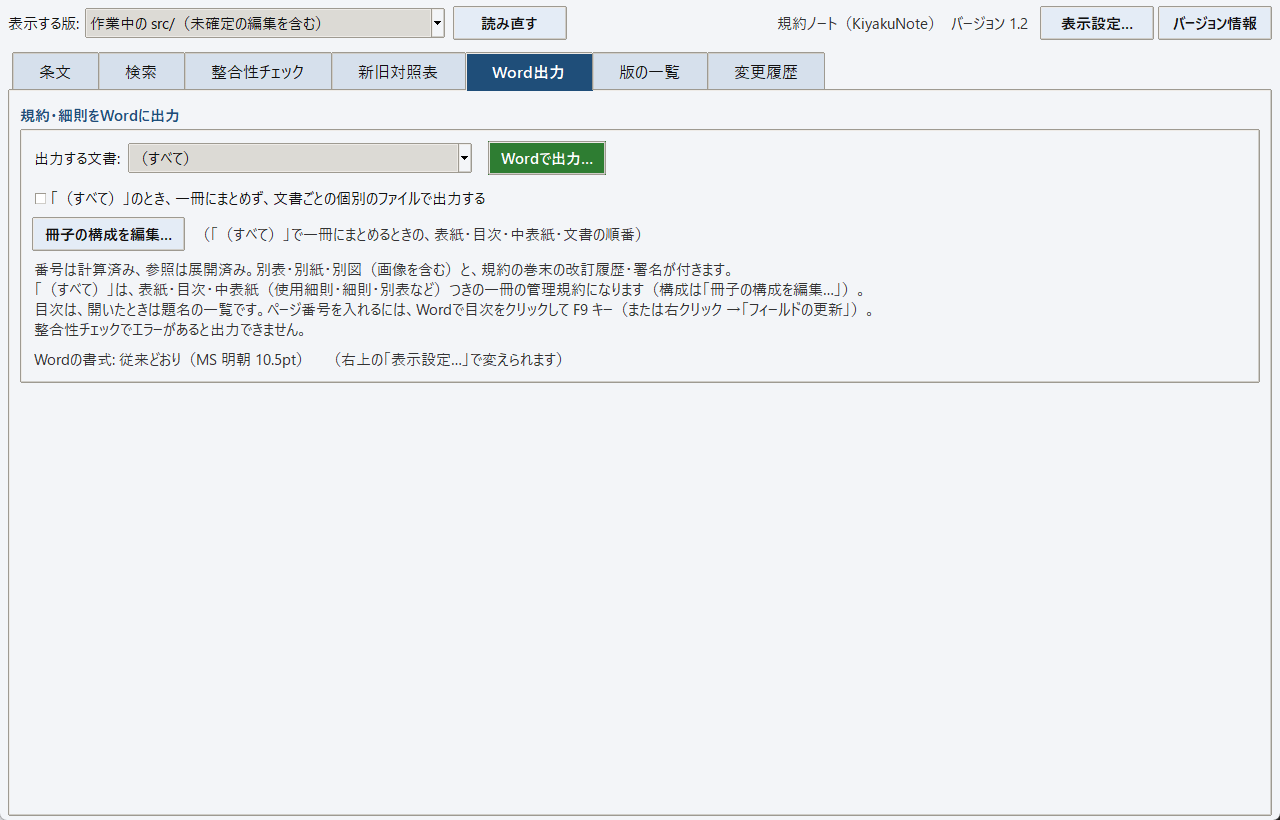 表示する版: 作業中の src/（未確定の編集を含む） 読み直す 規約ノート（KiyakuNote） バージョン 1.2 表示設定... バージョン情報
条文 検索 整合性チェック 新旧対照表 Word出力 版の一覧 変更履歴
規約・細則をWordに出力
出力する文書: （すべて） Wordで出力...
「（すべて）」のとき、一冊にまとめず、文書ごとの個別のファイルで出力する
冊子の構成を編集... （「（すべて）」で一冊にまとめるときの、表紙・目次・中表紙・文書の順番）
番号は計算済み、参照は展開済み。別表・別紙・別図（画像を含む）と、規約の巻末の改訂履歴・署名が付きます。
「（すべて）」は、表紙・目次・中表紙（使用細則・細則・別表など）つきの一冊の管理規約になります（構成は「冊子の構成を編集...」）。
目次は、開いたときは題名の一覧です。ページ番号を入れるには、Wordで目次をクリックして F9 キー（または右クリック →「フィールドの更新」）。
整合性チェックでエラーがあると出力できません。
Wordの書式: 従来どおり（MS 明朝 10.5pt） （右上の「表示設定...」で変えられます）